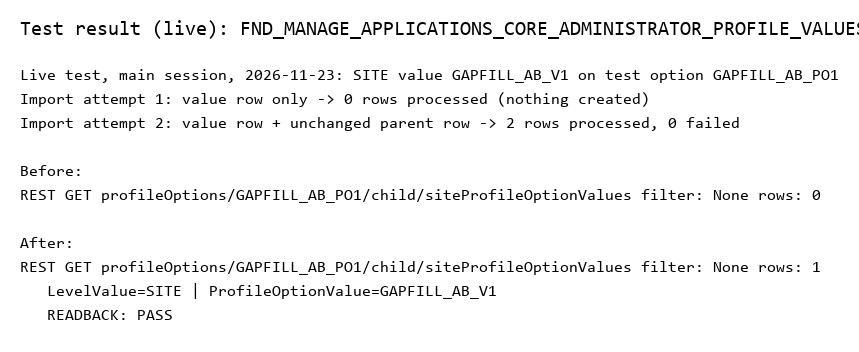 Test result (live): FND_MANAGE_APPLICATIONS_CORE_ADMINISTRATOR_PROFILE_VALUES
Live test, main session, 2026-11-23: SITE value GAPFILL_AB_V1 on test option GAPFILL_AB_PO1
Import attempt 1: value row only -> 0 rows processed (nothing created)
Import attempt 2: value row + unchanged parent row -> 2 rows processed, 0 failed
Before:
REST GET profileOptions/GAPFILL_AB_PO1/child/siteProfileOptionValues filter: None rows: 0
After:
REST GET profileOptions/GAPFILL_AB_PO1/child/siteProfileOptionValues filter: None rows: 1
LevelValue=SITE | ProfileOptionValue=GAPFILL_AB_V1
READBACK: PASS